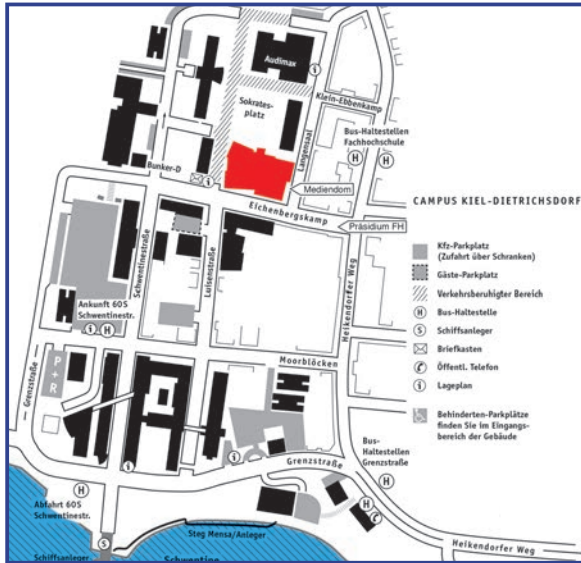 Audimax
i
Klein-Ebbenkamp
Sokrates-
platz
Langensaal
Bus-Haltestellen
Fachhochschule
H
H
Bunker-D
i
Mediendom
Eichenbergskamp
Präsidium FH
CAMPUS KIEL-DIETRICHSDORF
Kfz-Parkplatz
(Zufahrt über Schranken)
Gäste-Parkplatz
Verkehrsberuhigter Bereich
H
Bus-Haltestelle
S
Schiffsanleger
Briefkasten
Öffentl. Telefon
i
Lageplan
Behinderten-Parkplätze
finden Sie im Eingangs-
bereich der Gebäude
Schwentinestraße
Luisenstraße
Heikendorfer Weg
Ankunft 60S
Schwentinestr.
i
H
Moorblöcken
Grenzstraße
P
+
R
Bus-
Haltestellen
Grenzstraße
Grenzstraße
i
i
H
H
H
Abfahrt 60S
Schwentinestr.
S
Steg Mensa/Anleger
Heikendorfer Weg
Schiffsanleger
Schwentine